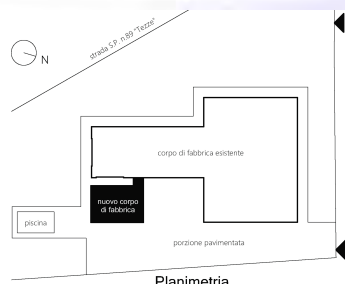 strada S.P. n.89 "Tezze"
N
corpo di fabbrica esistente
nuovo corpo
di fabbrica
piscina
porzione pavimentata
Planimetria